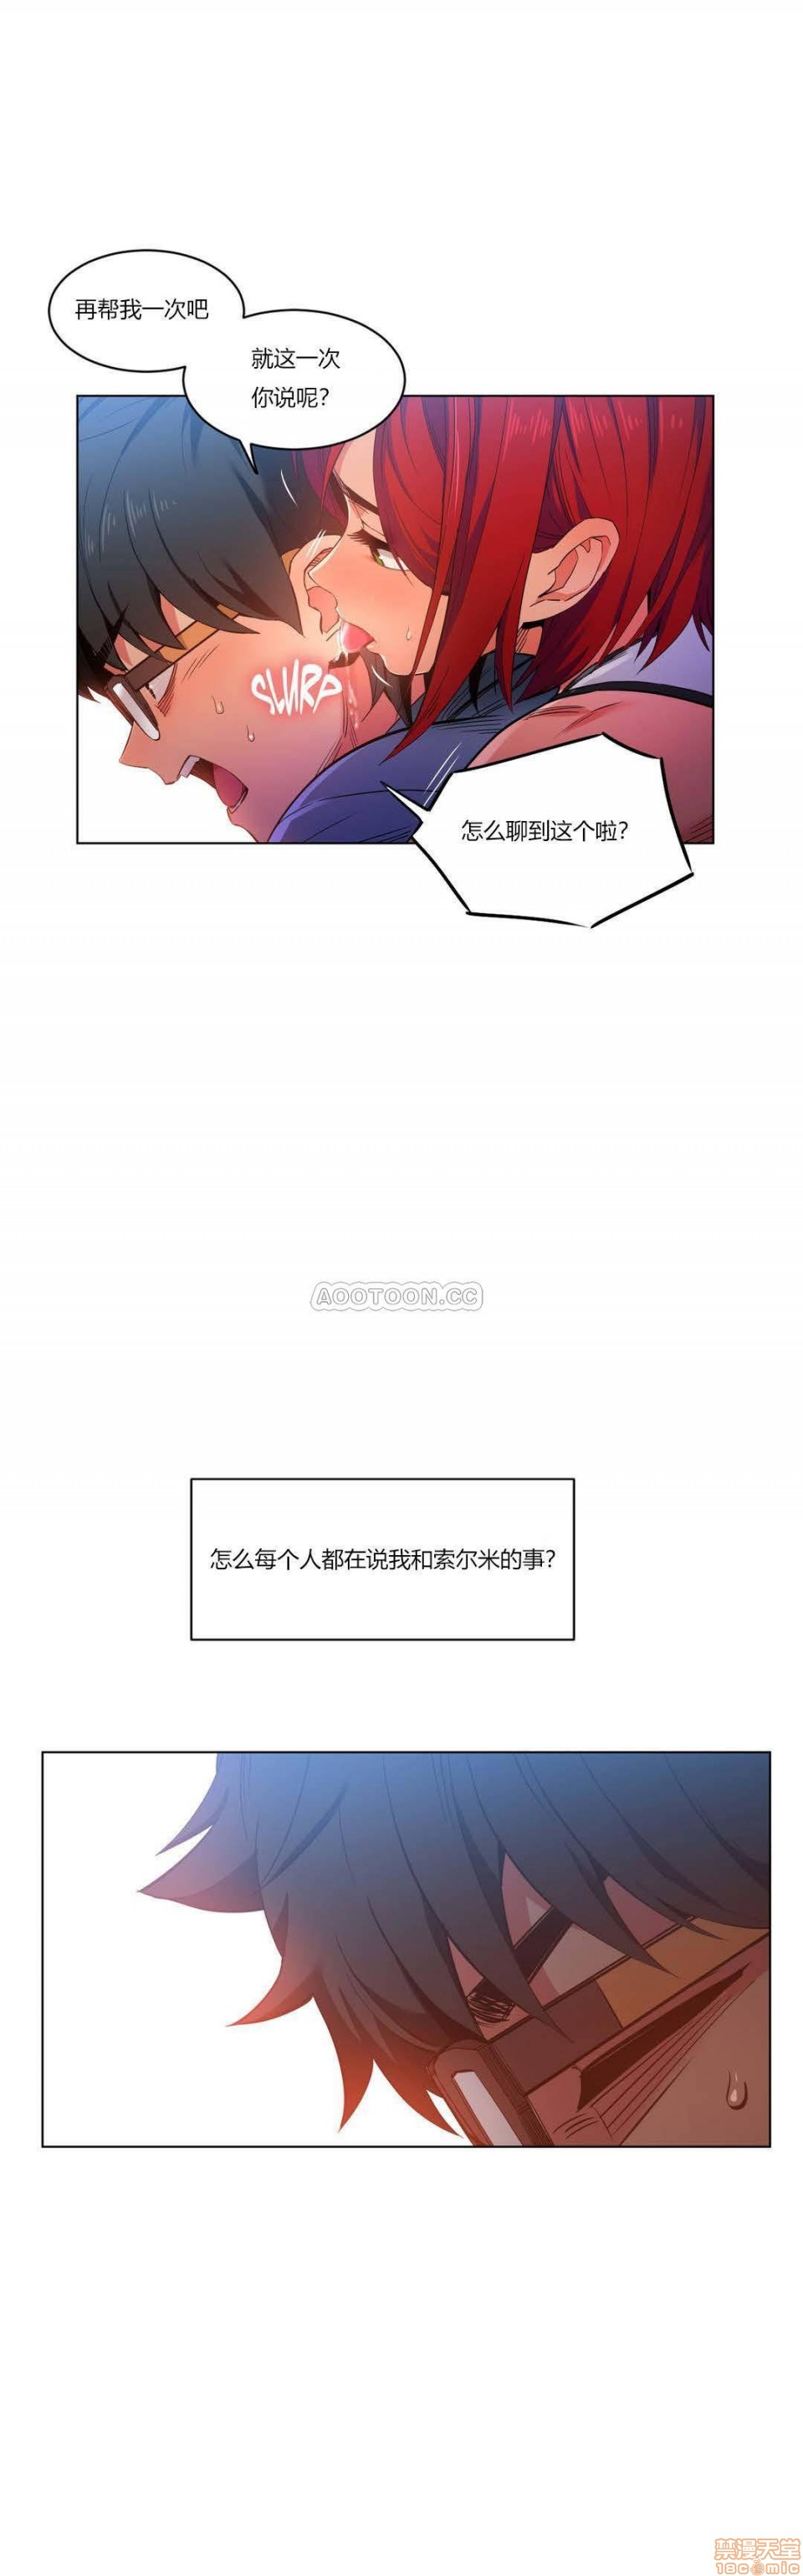 再帮我一次吧
就这一次
你说呢?
SLURP
怎么聊到这个啦?
AOOTOON.CC
怎么每个人都在说我和索尔米的事?
禁漫天堂
18comic